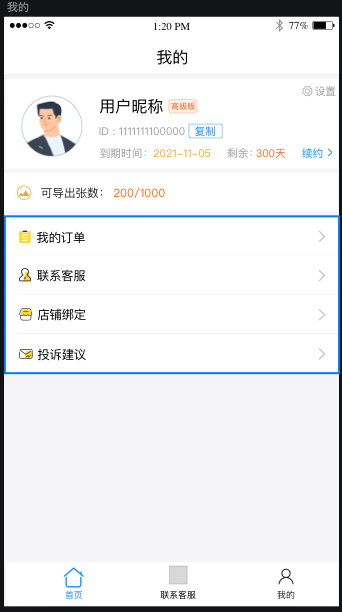 我的
1:20 PM 77%
我的
设置
用户昵称 高级版
ID：1111111100000 复制
到期时间：2021-11-05 剩余：300天 续约
可导出张数： 200/1000
我的订单
联系客服
店铺绑定
投诉建议
首页 联系客服 我的